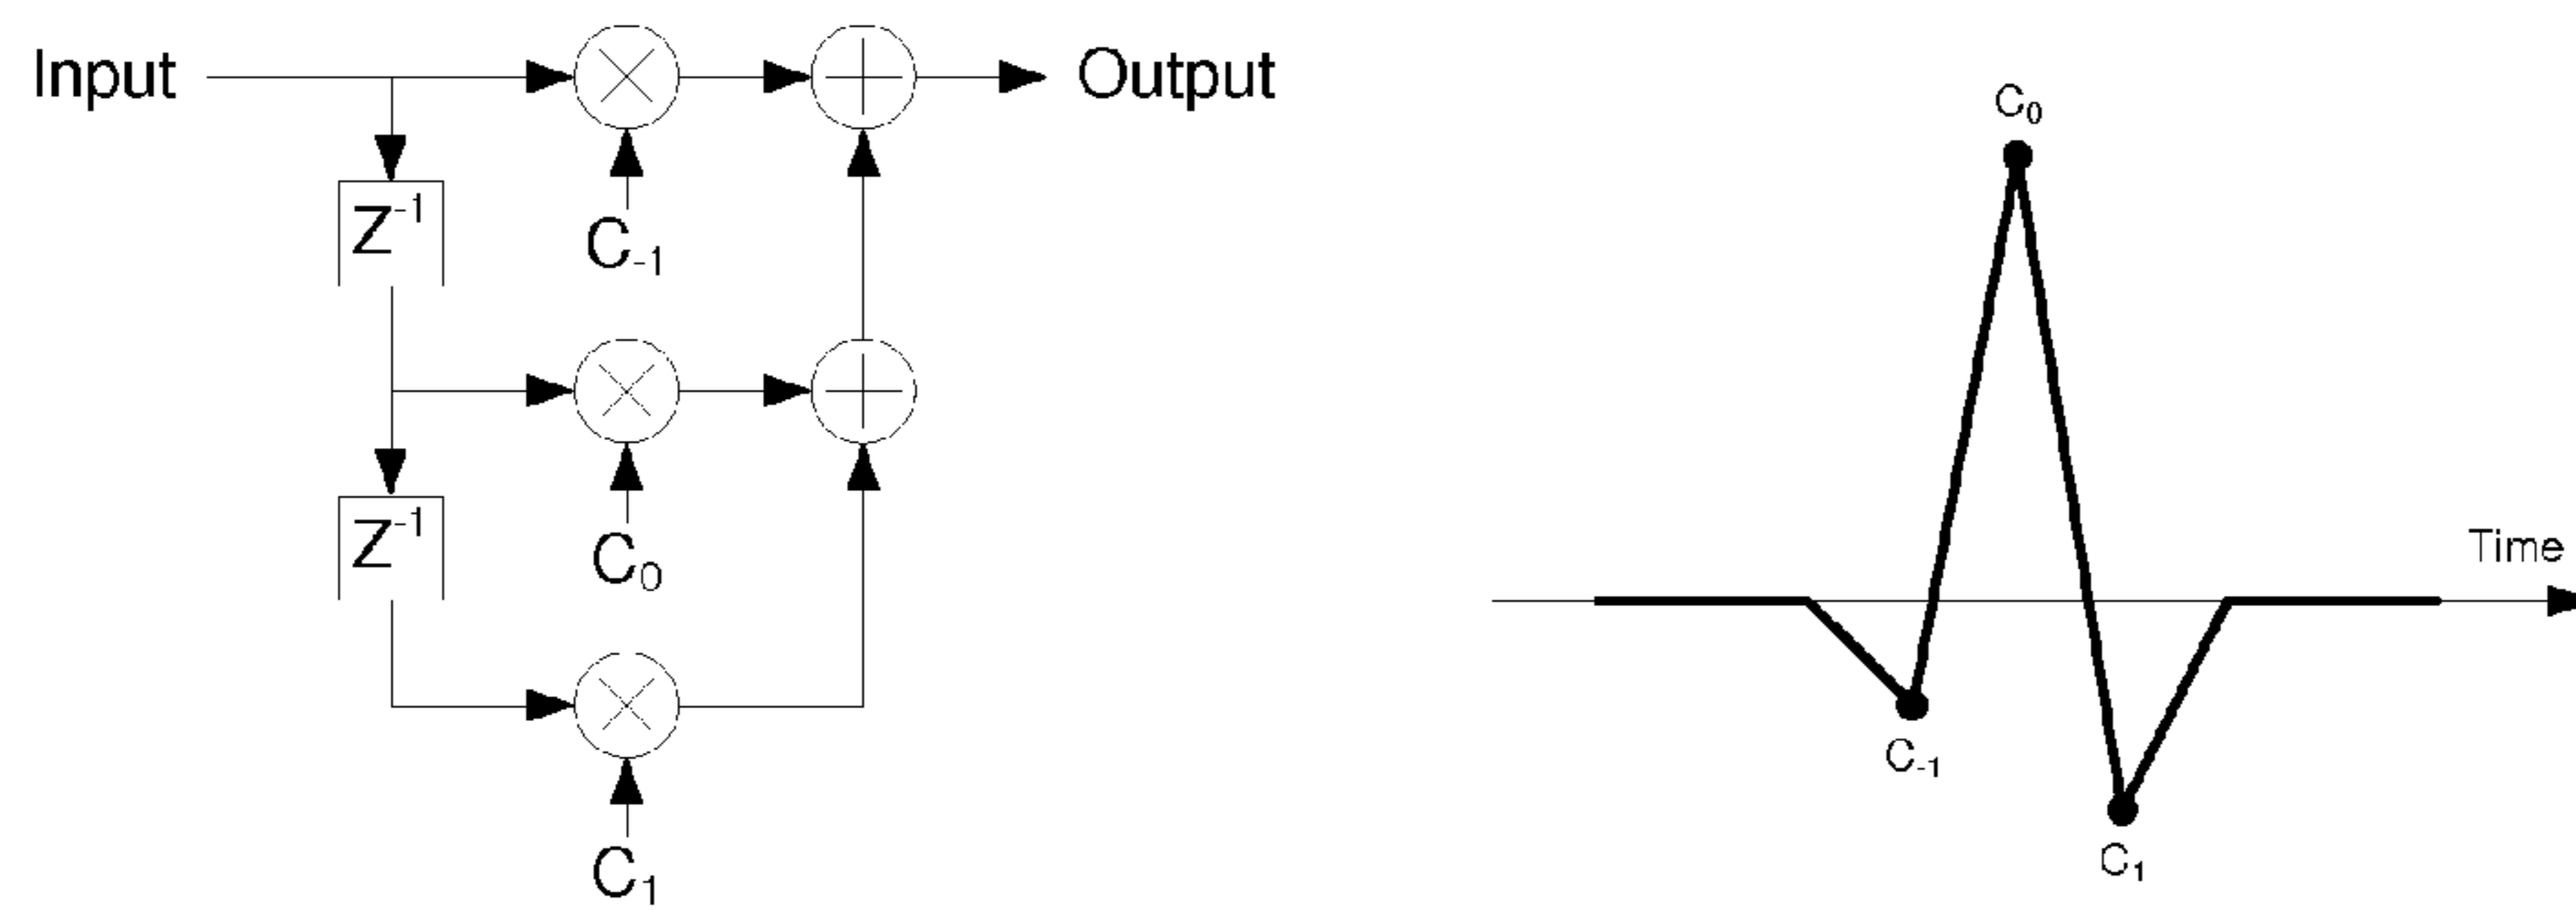 Input
Output
Z⁻¹
C₋₁
Z⁻¹
C₀
C₁
C₀
Time
C₋₁
C₁